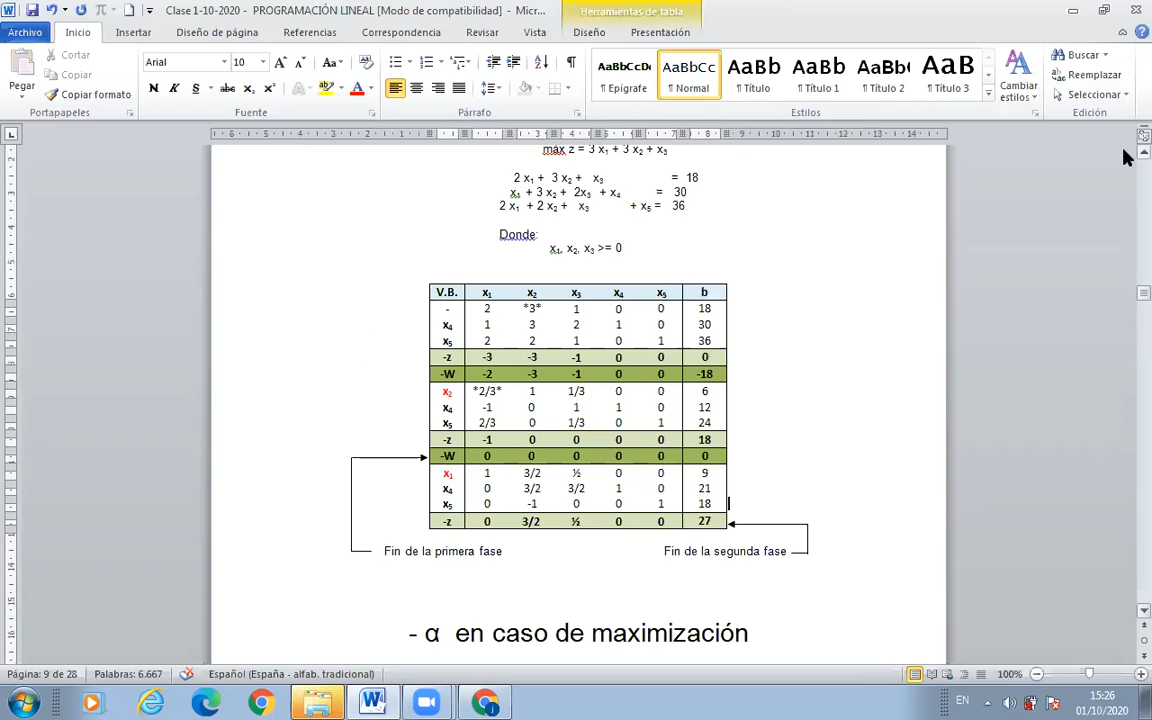 Clase 1-10-2020 - PROGRAMACIÓN LINEAL [Modo de compatibilidad] - Micr...
Herramientas de tabla
Archivo Inicio Insertar Diseño de página Referencias Correspondencia Revisar Vista Diseño Presentación
Pegar
Cortar
Copiar
Copiar formato
Portapapeles
Arial 10
N K S abc x₂ x²
Fuente
Párrafo
AaBbCcDc AaBbCc AaBb AaBb AaBb( AaB
¶ Epígrafe ¶ Normal ¶ Título ¶ Título 1 ¶ Título 2 ¶ Título 3
Estilos
Cambiar estilos
Buscar
Reemplazar
Seleccionar
Edición
máx z = 3 x₁ + 3 x₂ + x₃
2 x₁ + 3 x₂ + x₃ = 18
x₁ + 3 x₂ + 2x₃ + x₄ = 30
2 x₁ + 2 x₂ + x₃ + x₅ = 36
Donde:
x₁, x₂, x₃ >= 0
V.B. x₁ x₂ x₃ x₄ x₅ b
- 2 *3* 1 0 0 18
x₄ 1 3 2 1 0 30
x₅ 2 2 1 0 1 36
-z -3 -3 -1 0 0 0
-W -2 -3 -1 0 0 -18
x₂ *2/3* 1 1/3 0 0 6
x₄ -1 0 1 1 0 12
x₅ 2/3 0 1/3 0 1 24
-z -1 0 0 0 0 18
-W 0 0 0 0 0 0
x₁ 1 3/2 ½ 0 0 9
x₄ 0 3/2 3/2 1 0 21
x₅ 0 -1 0 0 1 18
-z 0 3/2 ½ 0 0 27
Fin de la primera fase Fin de la segunda fase
- α en caso de maximización
Página: 9 de 28 Palabras: 6.667 Español (España - alfab. tradicional) 100%
EN 15:26
01/10/2020